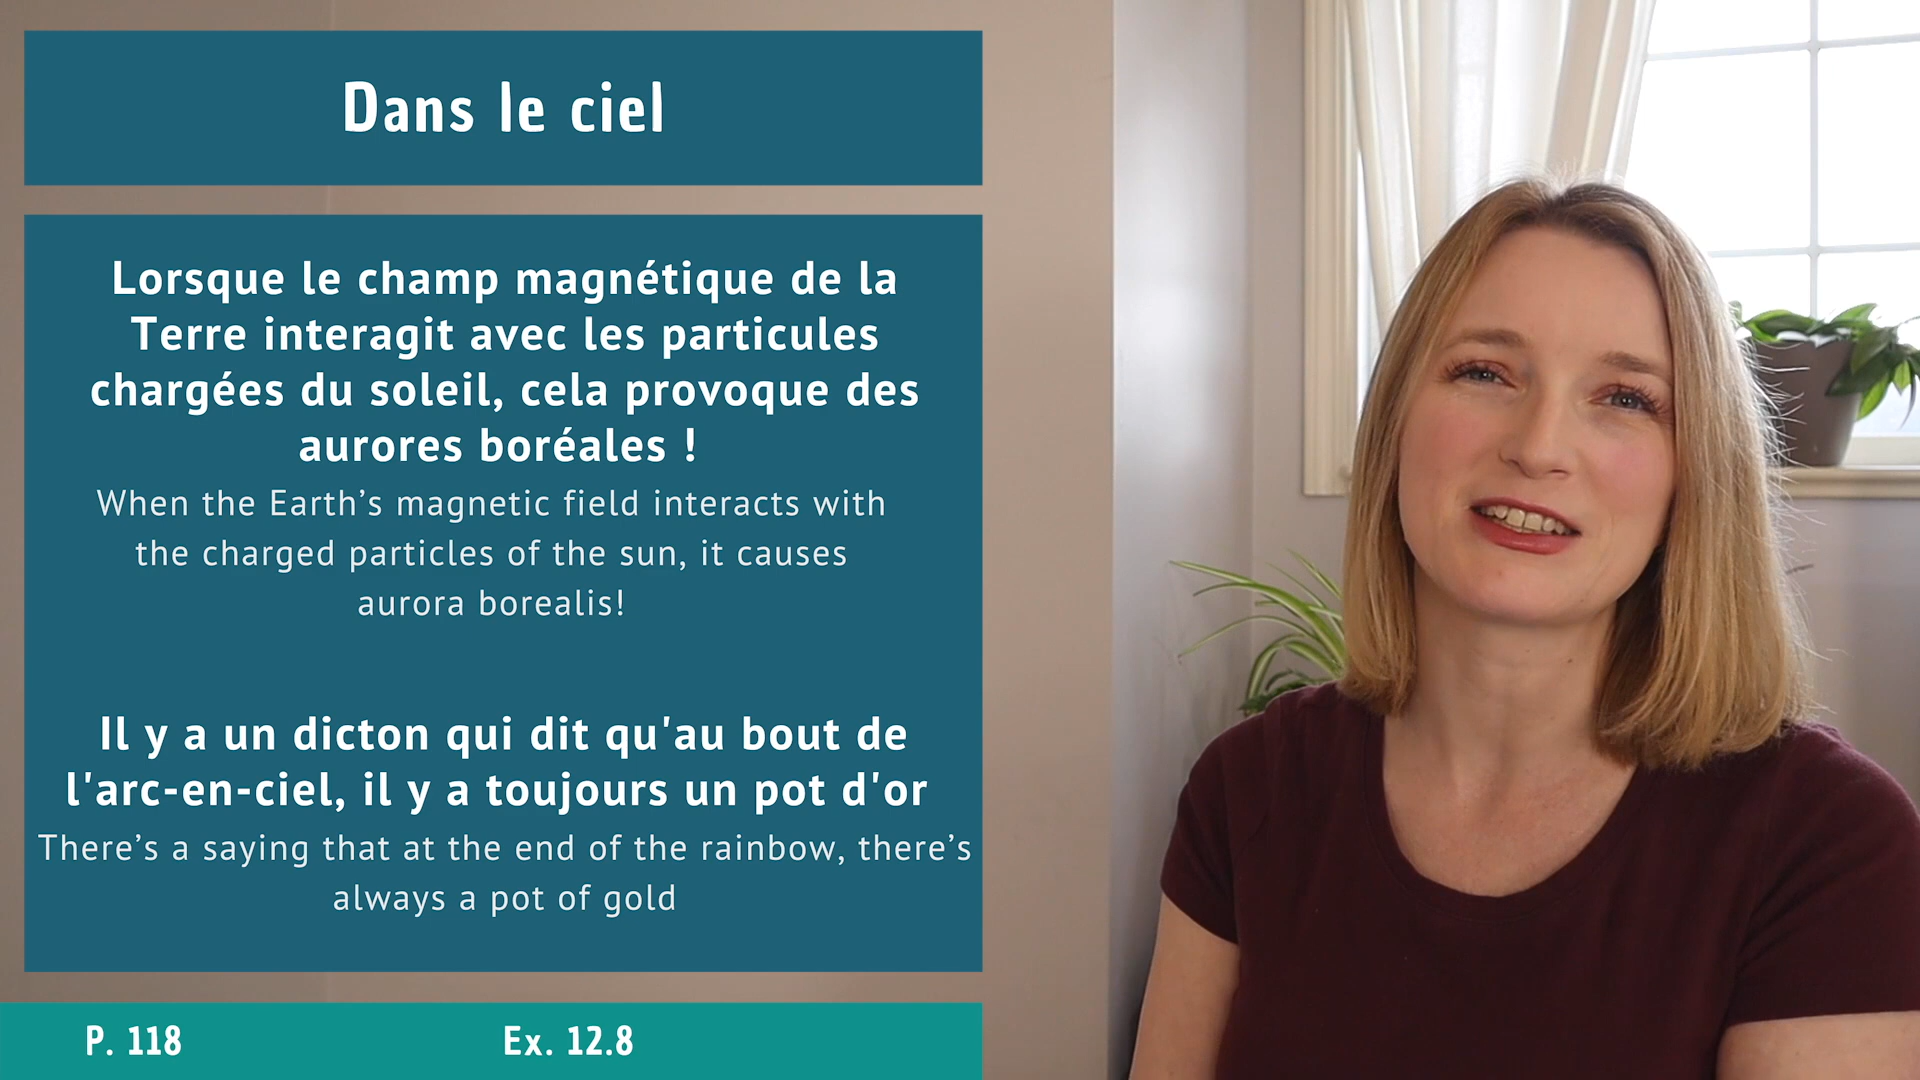 Dans le ciel
Lorsque le champ magnétique de la
Terre interagit avec les particules
chargées du soleil, cela provoque des
aurores boréales !
When the Earth’s magnetic field interacts with
the charged particles of the sun, it causes
aurora borealis!
Il y a un dicton qui dit qu'au bout de
l'arc-en-ciel, il y a toujours un pot d'or
There’s a saying that at the end of the rainbow, there’s
always a pot of gold
P. 118
Ex. 12.8